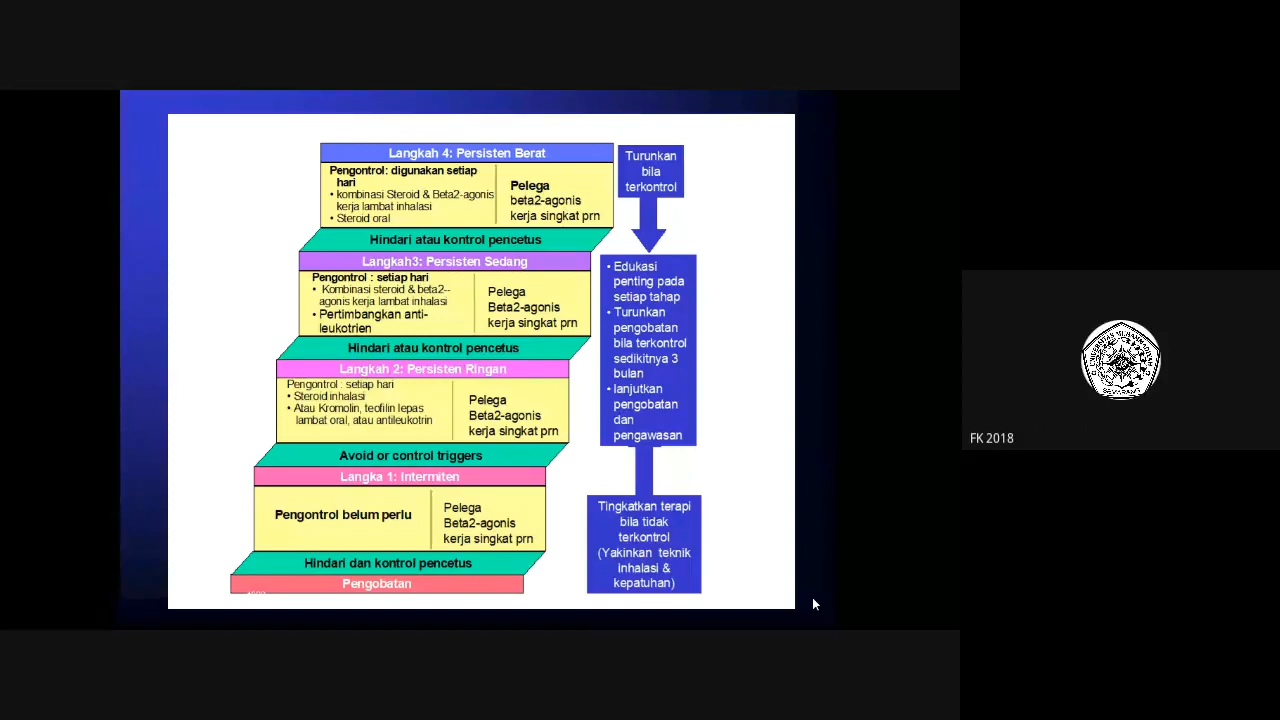 Langkah 4: Persisten Berat
Pengontrol: digunakan setiap
hari
• kombinasi Steroid & Beta2-agonis
kerja lambat inhalasi
• Steroid oral
Pelega
beta2-agonis
kerja singkat prn
Hindari atau kontrol pencetus
Langkah3: Persisten Sedang
Pengontrol : setiap hari
• Kombinasi steroid & beta2--
agonis kerja lambat inhalasi
• Pertimbangkan anti-
leukotrien
Pelega
Beta2-agonis
kerja singkat prn
Hindari atau kontrol pencetus
Langkah 2: Persisten Ringan
Pengontrol : setiap hari
• Steroid inhalasi
• Atau Kromolin, teofilin lepas
lambat oral, atau antileukotrin
Pelega
Beta2-agonis
kerja singkat prn
Avoid or control triggers
Langka 1: Intermiten
Pengontrol belum perlu
Pelega
Beta2-agonis
kerja singkat prn
Hindari dan kontrol pencetus
Pengobatan
Turunkan
bila
terkontrol
• Edukasi
penting pada
setiap tahap
• Turunkan
pengobatan
bila terkontrol
sedikitnya 3
bulan
• lanjutkan
pengobatan
dan
pengawasan
Tingkatkan terapi
bila tidak
terkontrol
(Yakinkan teknik
inhalasi &
kepatuhan)
FK 2018